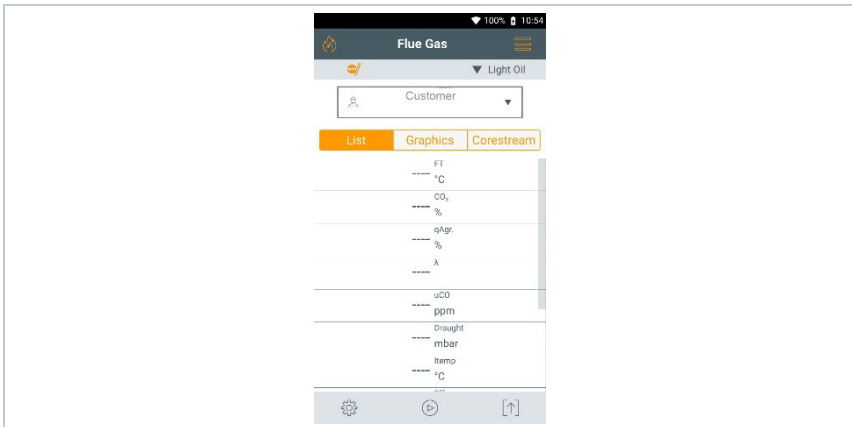 100% 10:54
Flue Gas
Light Oil
Customer
List Graphics Corestream
FT
---- °C
CO₂
---- %
qAgr.
---- %
λ
----
uCO
---- ppm
Draught
---- mbar
Itemp
---- °C